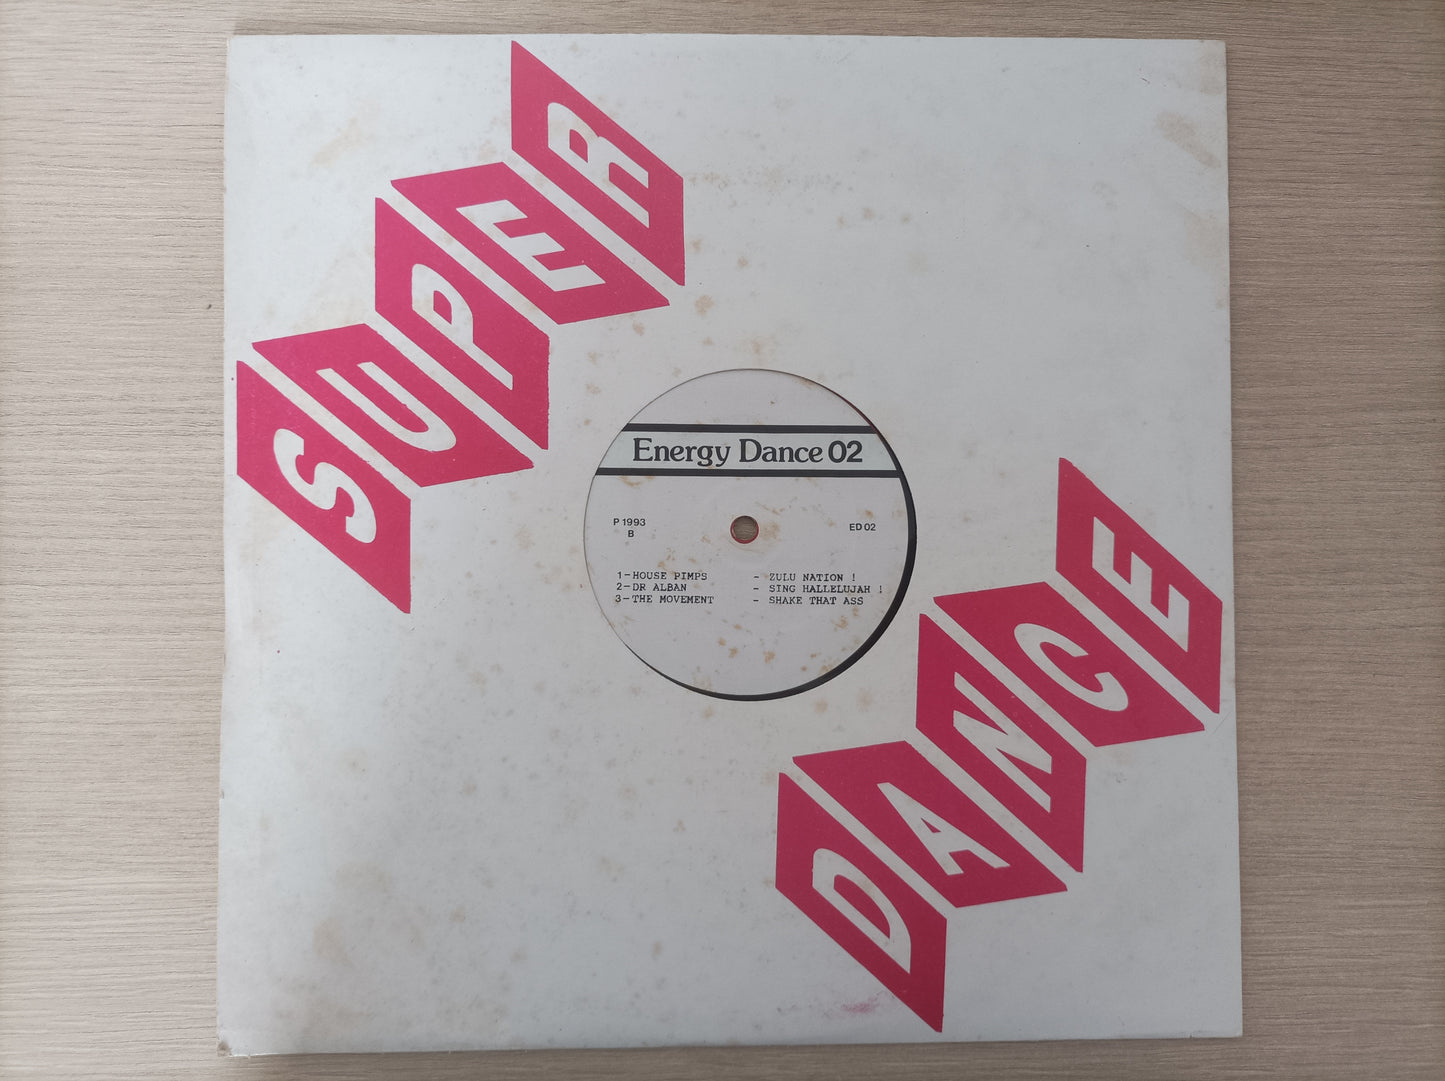 SUPER
Energy Dance 02
P 1993
B
ED 02
1-HOUSE PIMPS - ZULU NATION !
2-DR ALBAN - SING HALLELUJAH !
3-THE MOVEMENT - SHAKE THAT ASS
DANCE